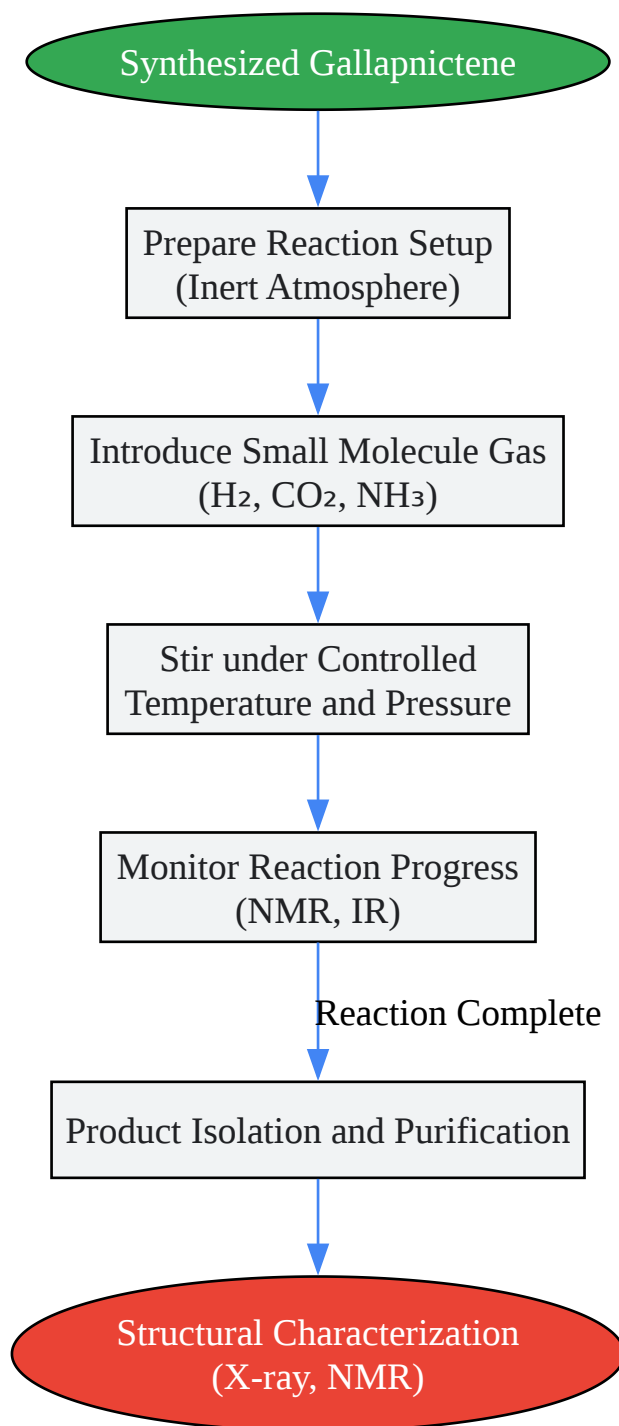 Synthesized Gallapnictene
Prepare Reaction Setup
(Inert Atmosphere)
Introduce Small Molecule Gas
(H₂, CO₂, NH₃)
Stir under Controlled
Temperature and Pressure
Monitor Reaction Progress
(NMR, IR)
Reaction Complete
Product Isolation and Purification
Structural Characterization
(X-ray, NMR)